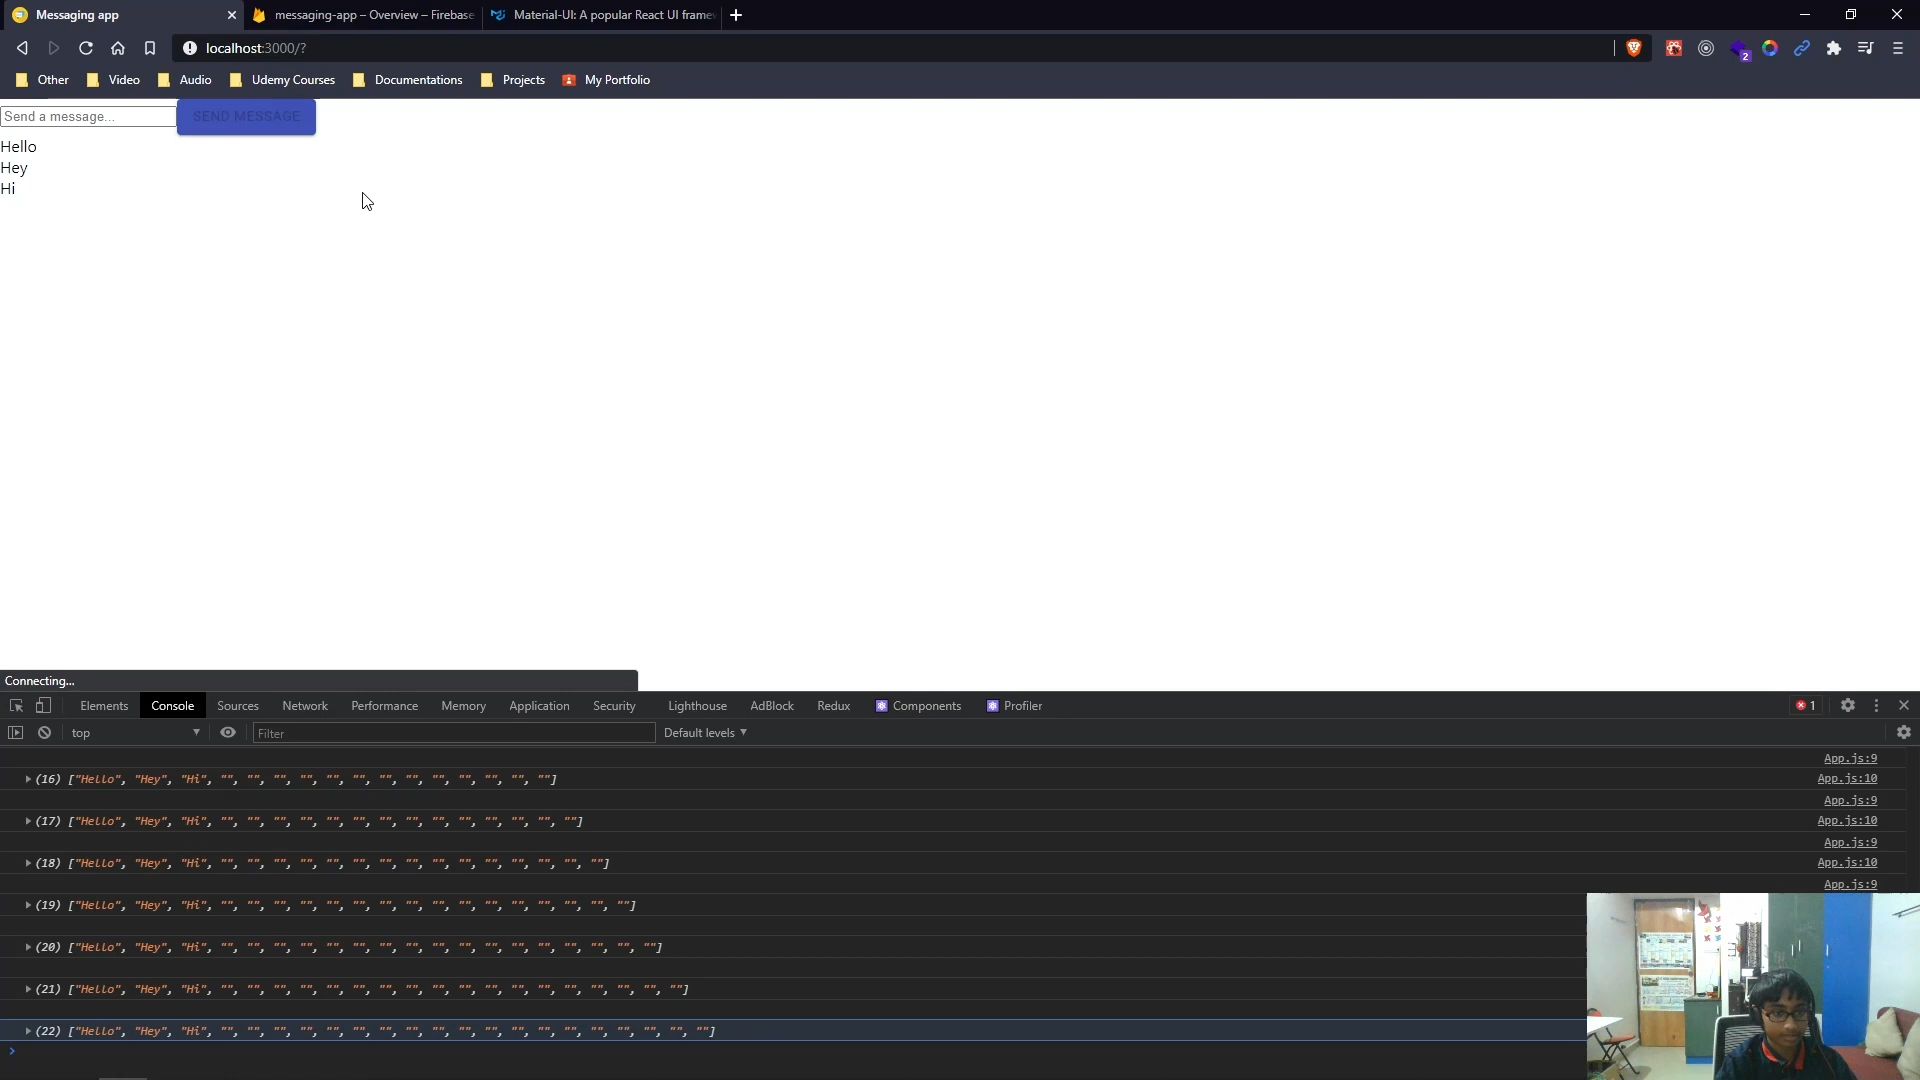 Messaging app
messaging-app – Overview – Firebase
Material-UI: A popular React UI frame
localhost:3000/?
2
Other Video Audio Udemy Courses Documentations Projects My Portfolio
Send a message... SEND MESSAGE
Hello
Hey
Hi
Connecting...
Elements Console Sources Network Performance Memory Application Security Lighthouse AdBlock Redux Components Profiler 1
top Filter Default levels
App.js:9
(16) ["Hello", "Hey", "Hi", "", "", "", "", "", "", "", "", "", "", "", "", ""] App.js:10
App.js:9
(17) ["Hello", "Hey", "Hi", "", "", "", "", "", "", "", "", "", "", "", "", "", ""] App.js:10
App.js:9
(18) ["Hello", "Hey", "Hi", "", "", "", "", "", "", "", "", "", "", "", "", "", "", ""] App.js:10
App.js:9
(19) ["Hello", "Hey", "Hi", "", "", "", "", "", "", "", "", "", "", "", "", "", "", "", ""]
(20) ["Hello", "Hey", "Hi", "", "", "", "", "", "", "", "", "", "", "", "", "", "", "", "", ""]
(21) ["Hello", "Hey", "Hi", "", "", "", "", "", "", "", "", "", "", "", "", "", "", "", "", "", ""]
(22) ["Hello", "Hey", "Hi", "", "", "", "", "", "", "", "", "", "", "", "", "", "", "", "", "", "", ""]